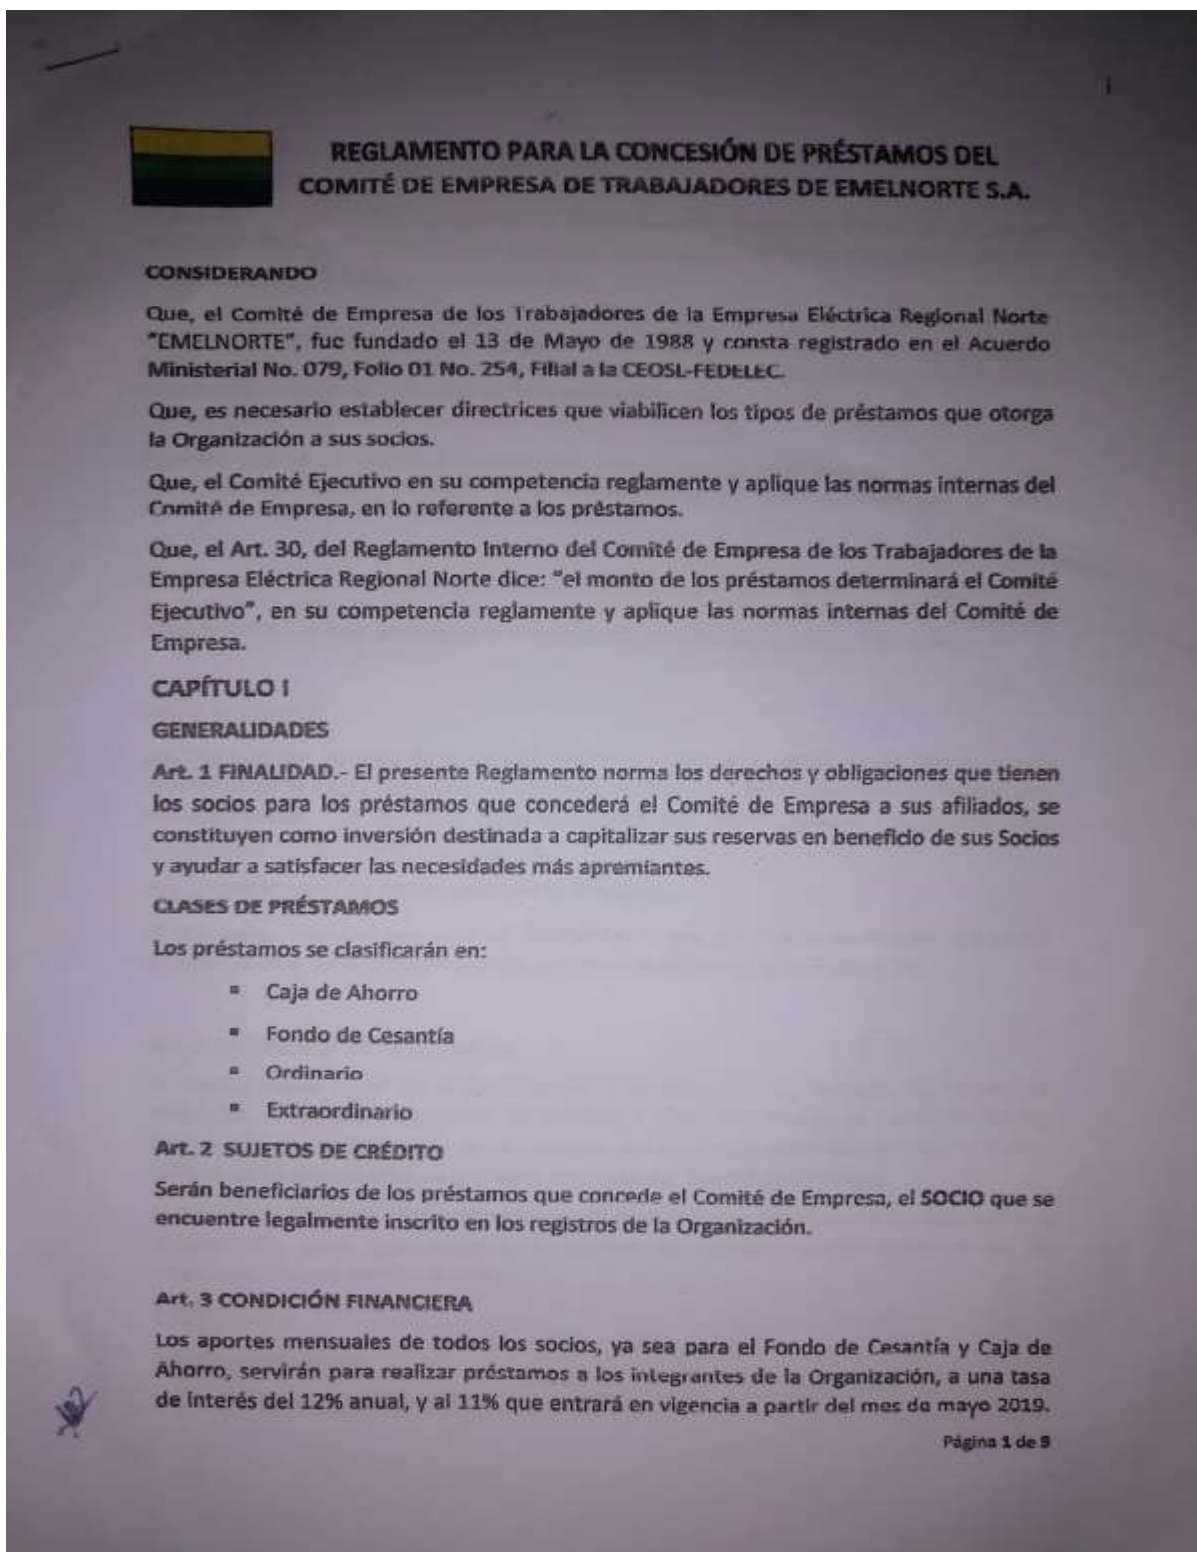 REGLAMENTO PARA LA CONCESIÓN DE PRÉSTAMOS DEL
COMITÉ DE EMPRESA DE TRABAJADORES DE EMELNORTE S.A.
CONSIDERANDO
Que, el Comité de Empresa de los Trabajadores de la Empresa Eléctrica Regional Norte
"EMELNORTE", fue fundado el 13 de Mayo de 1988 y consta registrado en el Acuerdo
Ministerial No. 079, Folio 01 No. 254, Filial a la CEOSL-FEDELEC.
Que, es necesario establecer directrices que viabilicen los tipos de préstamos que otorga
la Organización a sus socios.
Que, el Comité Ejecutivo en su competencia reglamente y aplique las normas internas del
Comité de Empresa, en lo referente a los préstamos.
Que, el Art. 30, del Reglamento Interno del Comité de Empresa de los Trabajadores de la
Empresa Eléctrica Regional Norte dice: "el monto de los préstamos determinará el Comité
Ejecutivo", en su competencia reglamente y aplique las normas internas del Comité de
Empresa.
CAPÍTULO I
GENERALIDADES
Art. 1 FINALIDAD.- El presente Reglamento norma los derechos y obligaciones que tienen
los socios para los préstamos que concederá el Comité de Empresa a sus afiliados, se
constituyen como inversión destinada a capitalizar sus reservas en beneficio de sus Socios
y ayudar a satisfacer las necesidades más apremiantes.
CLASES DE PRÉSTAMOS
Los préstamos se clasificarán en:
▪ Caja de Ahorro
▪ Fondo de Cesantía
▪ Ordinario
▪ Extraordinario
Art. 2 SUJETOS DE CRÉDITO
Serán beneficiarios de los préstamos que concede el Comité de Empresa, el SOCIO que se
encuentre legalmente inscrito en los registros de la Organización.
Art. 3 CONDICIÓN FINANCIERA
Los aportes mensuales de todos los socios, ya sea para el Fondo de Cesantía y Caja de
Ahorro, servirán para realizar préstamos a los integrantes de la Organización, a una tasa
de interés del 12% anual, y al 11% que entrará en vigencia a partir del mes de mayo 2019.
Página 1 de 9